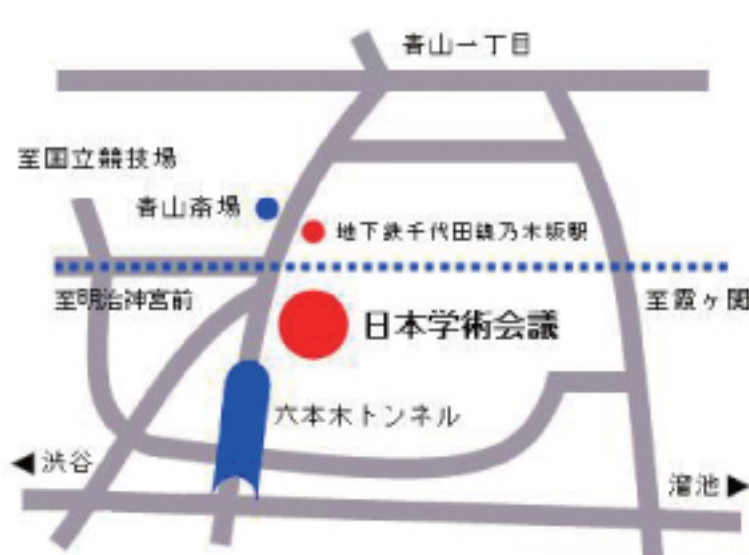 青山一丁目
至国立競技場
青山斎場
地下鉄千代田線乃木坂駅
至明治神宮前
至霞ヶ関
日本学術会議
六本木トンネル
◀渋谷
溜池▶